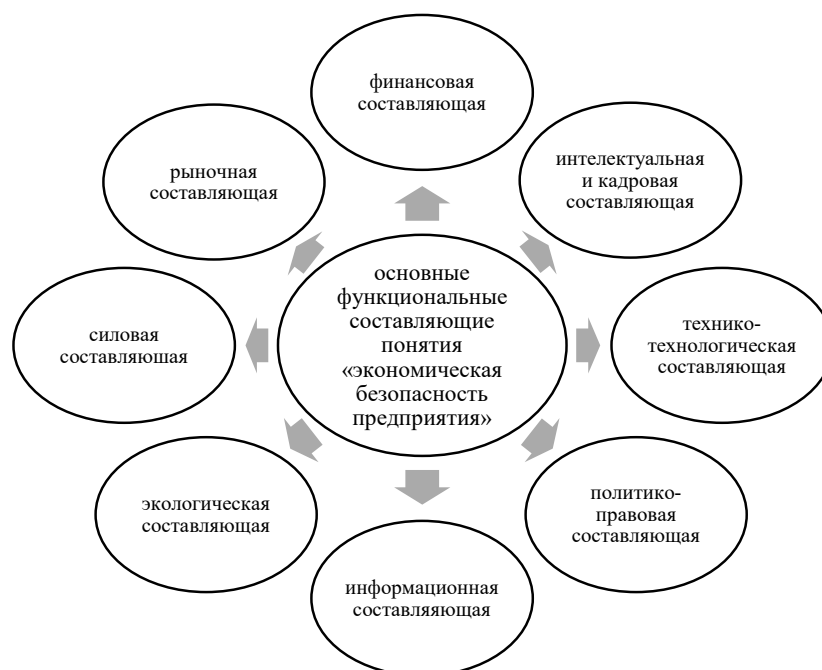 финансовая
составляющая
интелектуальная
и кадровая
составляющая
технико-
технологическая
составляющая
политико-
правовая
составляющая
информационная
составляяющая
экологическая
составляющая
силовая
составляюшая
рыночная
составляющая
основные
функциональные
составляющие
понятия
«экономическая
безопасность
предприятия»